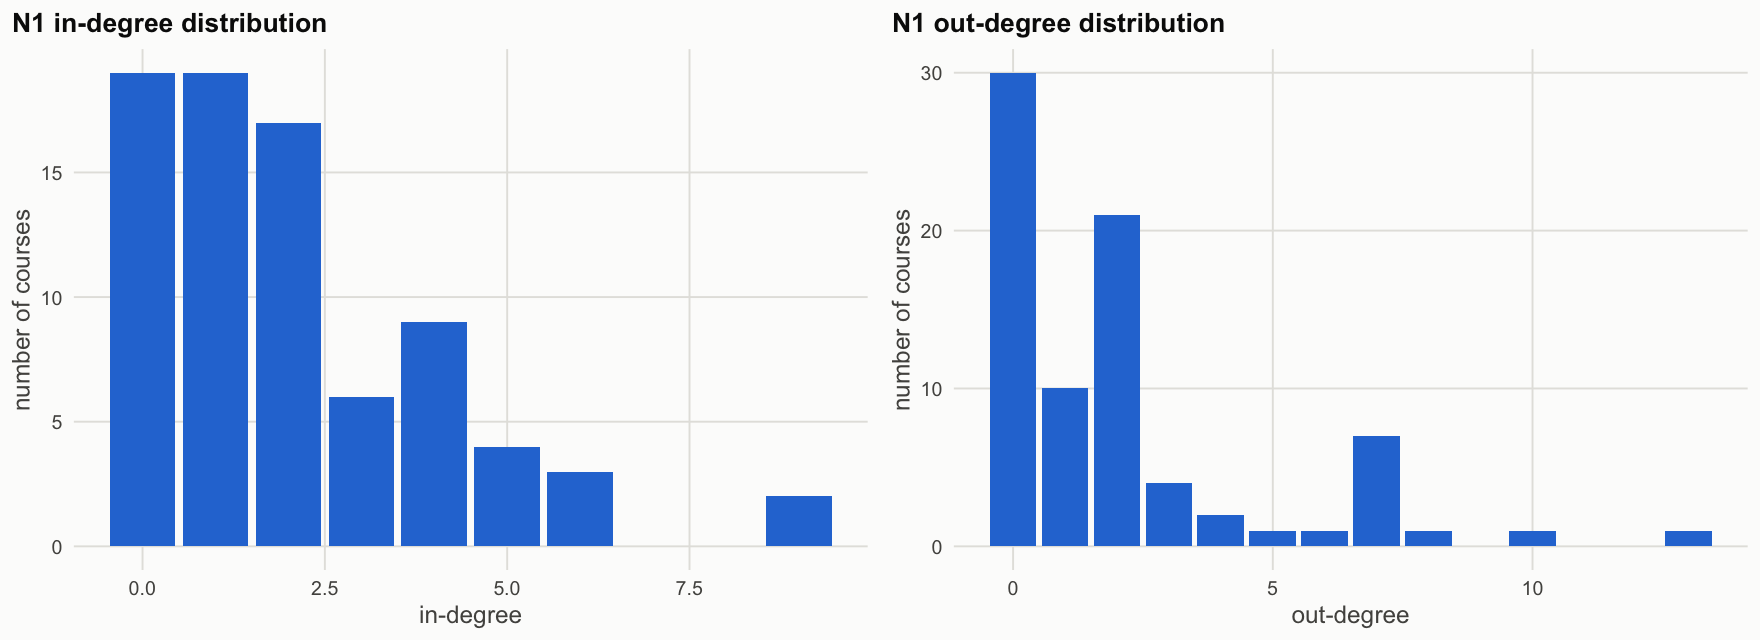 N1 in-degree distribution
number of courses
15
10
5
0
0.0 2.5 5.0 7.5
in-degree
N1 out-degree distribution
number of courses
30
20
10
0
0 5 10
out-degree